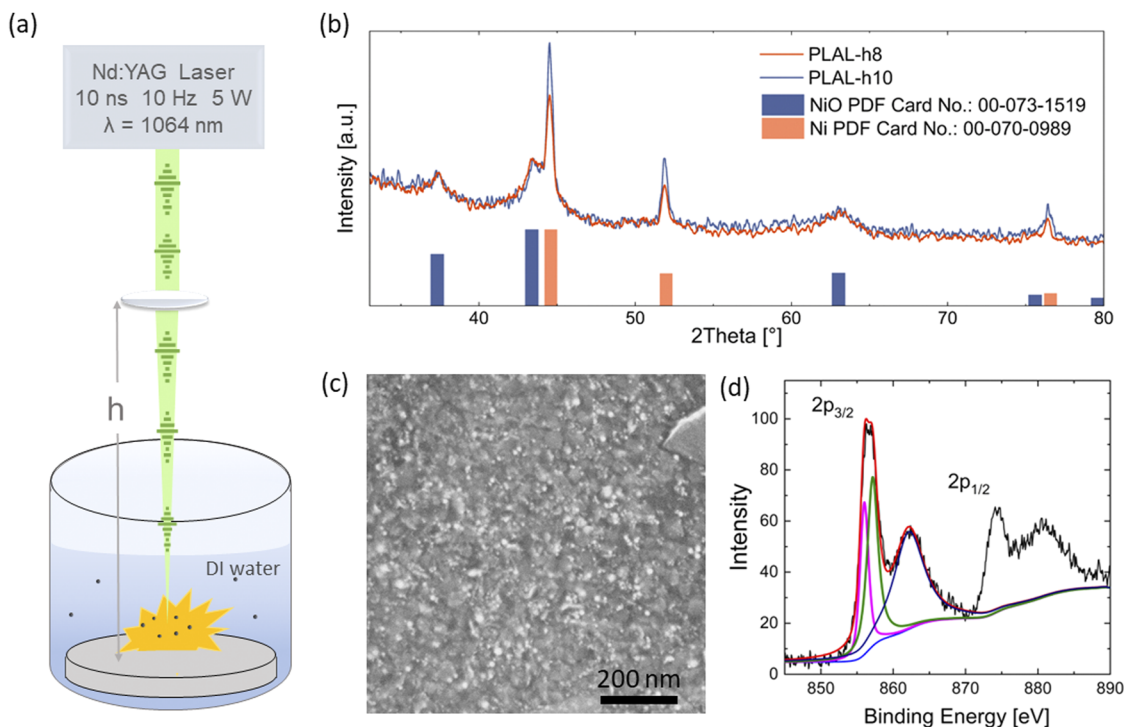 (a)
Nd:YAG Laser
10 ns 10 Hz 5 W
λ = 1064 nm
h
DI water
(b)
Intensity [a.u.]
PLAL-h8
PLAL-h10
NiO PDF Card No.: 00-073-1519
Ni PDF Card No.: 00-070-0989
40 50 60 70 80
2Theta [°]
(c)
200 nm
(d)
Intensity
100
80
60
40
20
0
2p3/2
2p1/2
850 860 870 880 890
Binding Energy [eV]